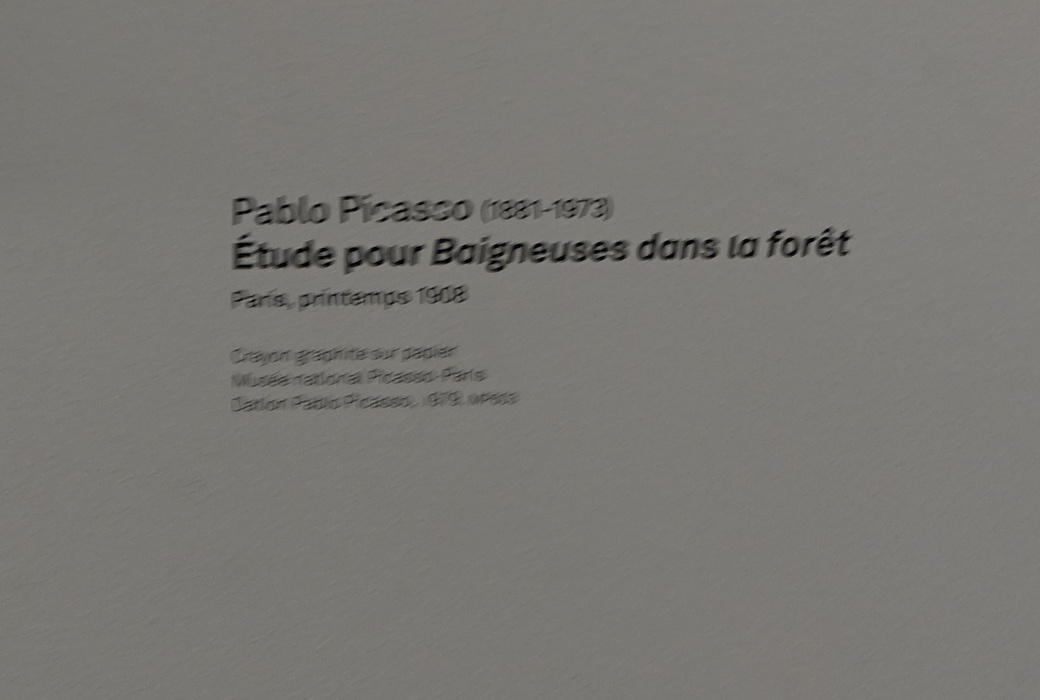 Pablo Picasso (1881-1973)
Étude pour Baigneuses dans la forêt
Paris, printemps 1908
Crayon graphite sur papier
Musée national Picasso-Paris
Dation Pablo Picasso, 1979.